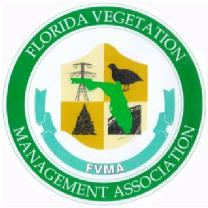 FLORIDA VEGETATION
MANAGEMENT ASSOCIATION
FVMA